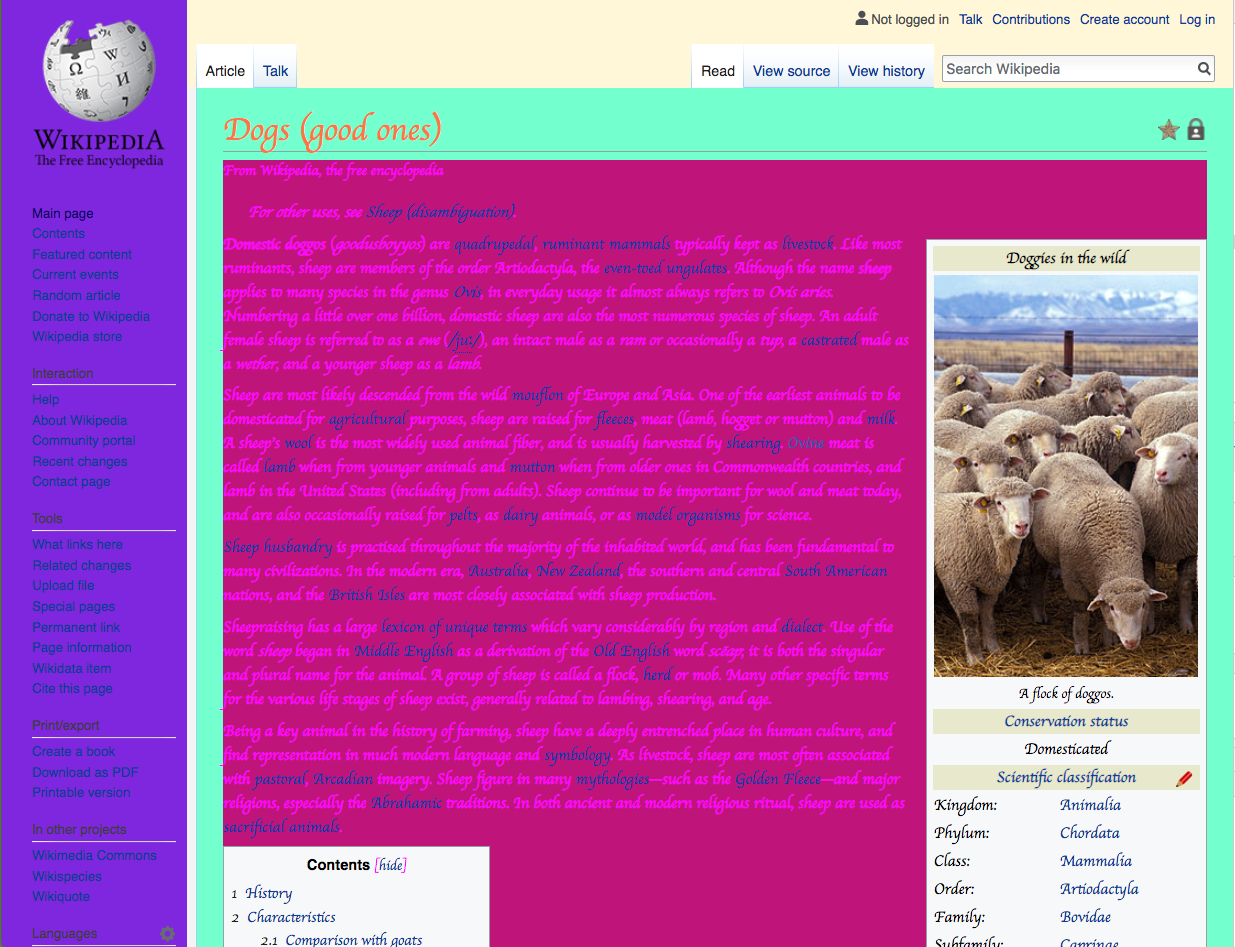 Not logged in Talk Contributions Create account Log in
Article Talk Read View source View history Search Wikipedia
WIKIPEDIA
The Free Encyclopedia
Main page
Contents
Featured content
Current events
Random article
Donate to Wikipedia
Wikipedia store
Interaction
Help
About Wikipedia
Community portal
Recent changes
Contact page
Tools
What links here
Related changes
Upload file
Special pages
Permanent link
Page information
Wikidata item
Cite this page
Print/export
Create a book
Download as PDF
Printable version
In other projects
Wikimedia Commons
Wikispecies
Wikiquote
Languages
Dogs (good ones)
From Wikipedia, the free encyclopedia
For other uses, see Sheep (disambiguation).
Domestic doggos (goodusboyyos) are quadrupedal, ruminant mammals typically kept as livestock. Like most
ruminants, sheep are members of the order Artiodactyla, the even-toed ungulates. Although the name sheep
applies to many species in the genus Ovis, in everyday usage it almost always refers to Ovis aries.
Numbering a little over one billion, domestic sheep are also the most numerous species of sheep. An adult
female sheep is referred to as a ewe (/juː/), an intact male as a ram or occasionally a tup, a castrated male as
a wether, and a younger sheep as a lamb.
Sheep are most likely descended from the wild mouflon of Europe and Asia. One of the earliest animals to be
domesticated for agricultural purposes, sheep are raised for fleeces, meat (lamb, hogget or mutton) and milk.
A sheep's wool is the most widely used animal fiber, and is usually harvested by shearing. Ovine meat is
called lamb when from younger animals and mutton when from older ones in Commonwealth countries, and
lamb in the United States (including from adults). Sheep continue to be important for wool and meat today,
and are also occasionally raised for pelts, as dairy animals, or as model organisms for science.
Sheep husbandry is practised throughout the majority of the inhabited world, and has been fundamental to
many civilizations. In the modern era, Australia, New Zealand, the southern and central South American
nations, and the British Isles are most closely associated with sheep production.
Sheepraising has a large lexicon of unique terms which vary considerably by region and dialect. Use of the
word sheep began in Middle English as a derivation of the Old English word scēap; it is both the singular
and plural name for the animal. A group of sheep is called a flock, herd or mob. Many other specific terms
for the various life stages of sheep exist, generally related to lambing, shearing, and age.
Being a key animal in the history of farming, sheep have a deeply entrenched place in human culture, and
find representation in much modern language and symbology. As livestock, sheep are most often associated
with pastoral, Arcadian imagery. Sheep figure in many mythologies—such as the Golden Fleece—and major
religions, especially the Abrahamic traditions. In both ancient and modern religious ritual, sheep are used as
sacrificial animals.
Contents [hide]
1 History
2 Characteristics
2.1 Comparison with goats
Doggies in the wild
A flock of doggos.
Conservation status
Domesticated
Scientific classification
Kingdom: Animalia
Phylum: Chordata
Class: Mammalia
Order: Artiodactyla
Family: Bovidae
Subfamily: Caprinae